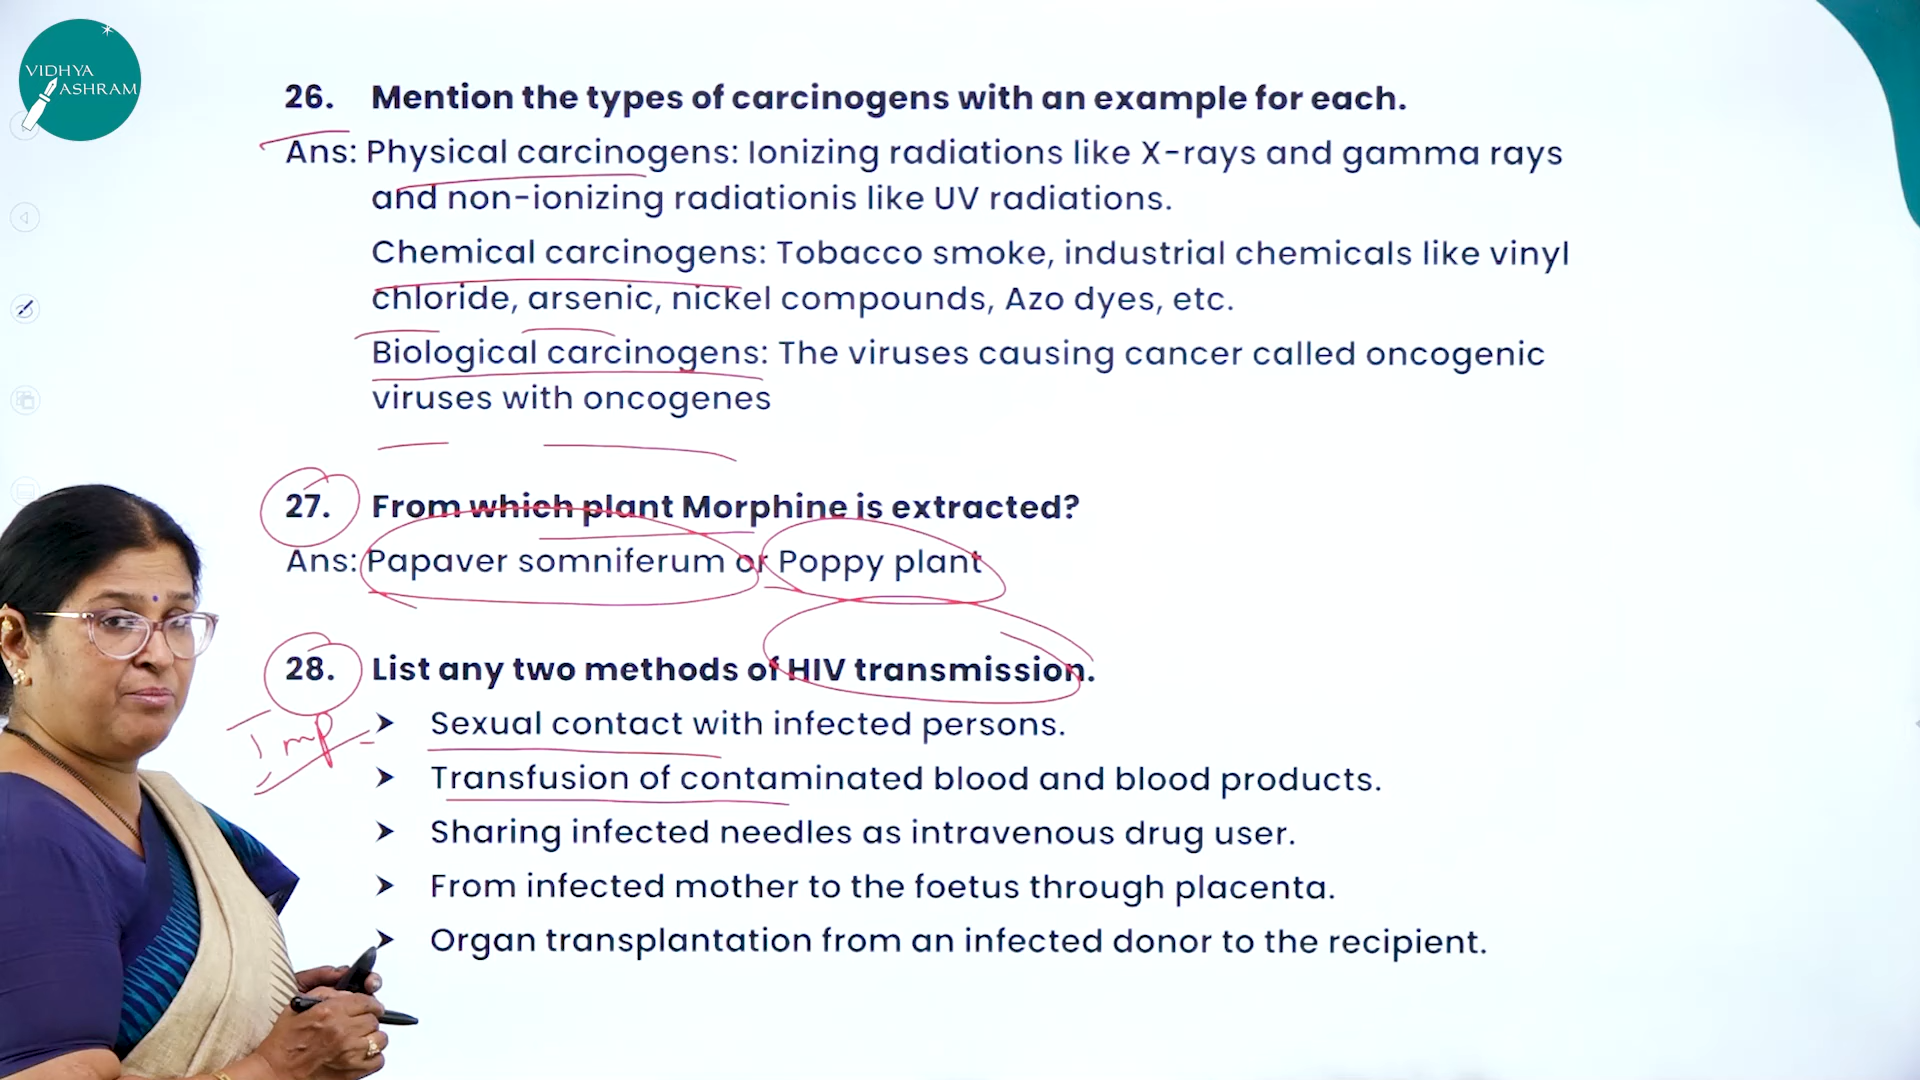 VIDHYA
ASHRAM
26. Mention the types of carcinogens with an example for each.
Ans: Physical carcinogens: Ionizing radiations like X-rays and gamma rays
and non-ionizing radiationis like UV radiations.
Chemical carcinogens: Tobacco smoke, industrial chemicals like vinyl
chloride, arsenic, nickel compounds, Azo dyes, etc.
Biological carcinogens: The viruses causing cancer called oncogenic
viruses with oncogenes
27. From which plant Morphine is extracted?
Ans: Papaver somniferum or Poppy plant
28. List any two methods of HIV transmission.
Imp
➤ Sexual contact with infected persons.
➤ Transfusion of contaminated blood and blood products.
➤ Sharing infected needles as intravenous drug user.
➤ From infected mother to the foetus through placenta.
➤ Organ transplantation from an infected donor to the recipient.